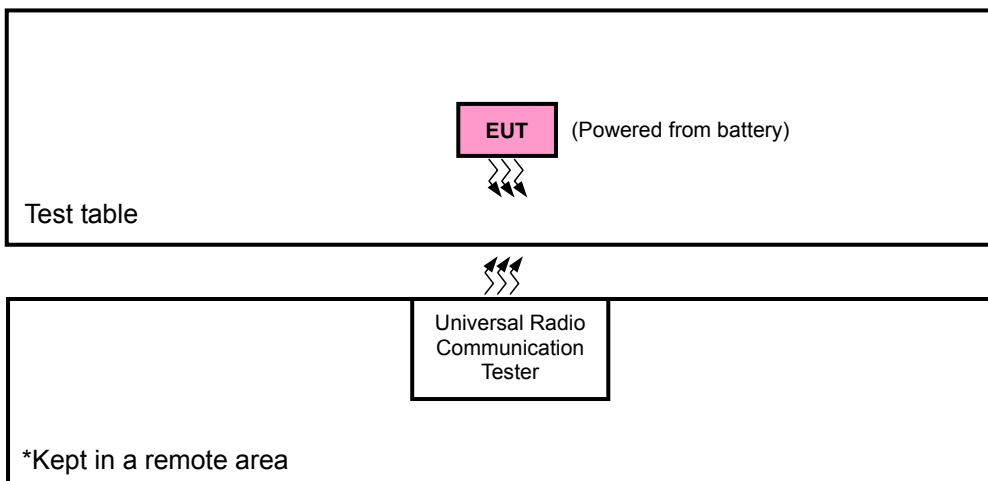 EUT
(Powered from battery)
Test table
Universal Radio
Communication
Tester
*Kept in a remote area